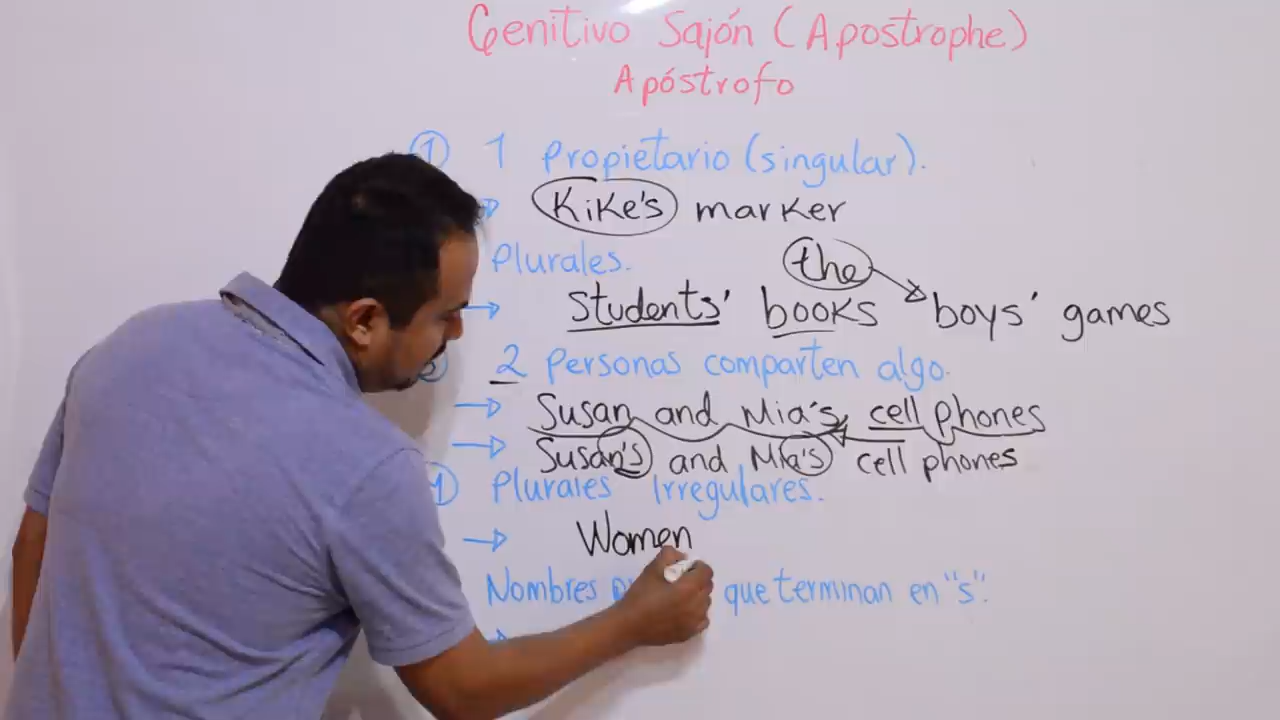 Genitivo Sajón (Apostrophe)
Apóstrofo
① 1 Propietario (singular).
→ Kike's marker
Plurales.
the
→ Students' books boys' games
2 Personas comparten algo.
→ Susan and Mia's cell phones
→ Susan's and Mia's cell phones
Plurales Irregulares.
→ Women
Nombres que terminan en "s".